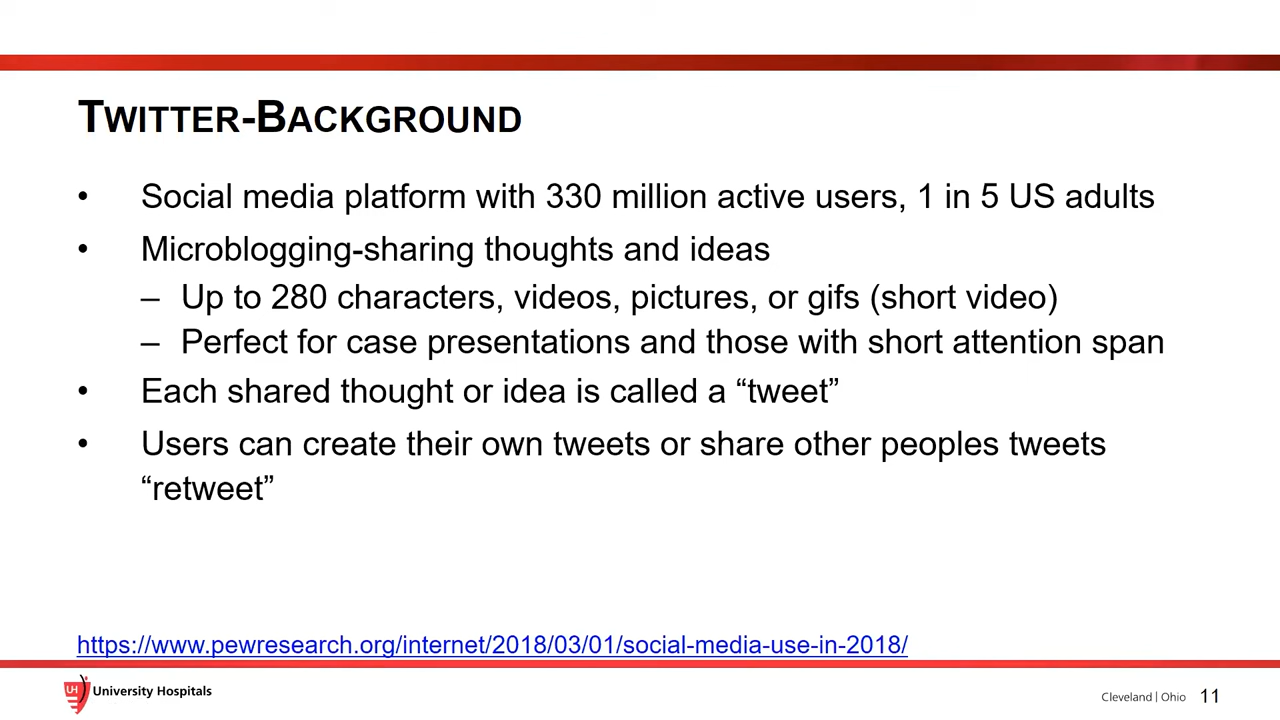 TWITTER-BACKGROUND
• Social media platform with 330 million active users, 1 in 5 US adults
• Microblogging-sharing thoughts and ideas
– Up to 280 characters, videos, pictures, or gifs (short video)
– Perfect for case presentations and those with short attention span
• Each shared thought or idea is called a “tweet”
• Users can create their own tweets or share other peoples tweets
“retweet”
https://www.pewresearch.org/internet/2018/03/01/social-media-use-in-2018/
UH University Hospitals
Cleveland | Ohio 11